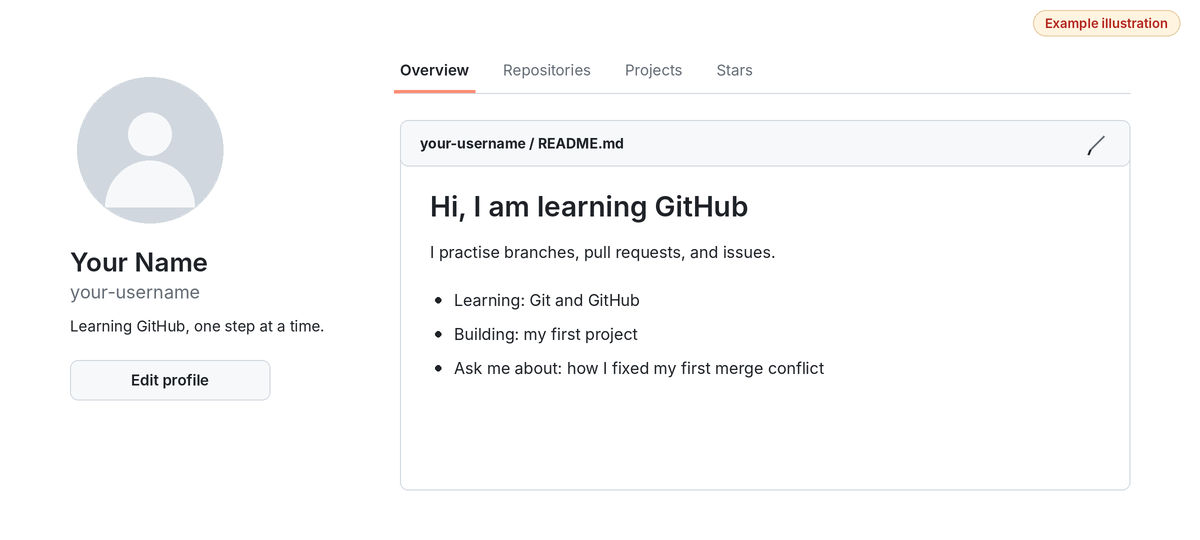 Example illustration
Overview Repositories Projects Stars
your-username / README.md
Hi, I am learning GitHub
I practise branches, pull requests, and issues.
Learning: Git and GitHub
Building: my first project
Ask me about: how I fixed my first merge conflict
Your Name
your-username
Learning GitHub, one step at a time.
Edit profile